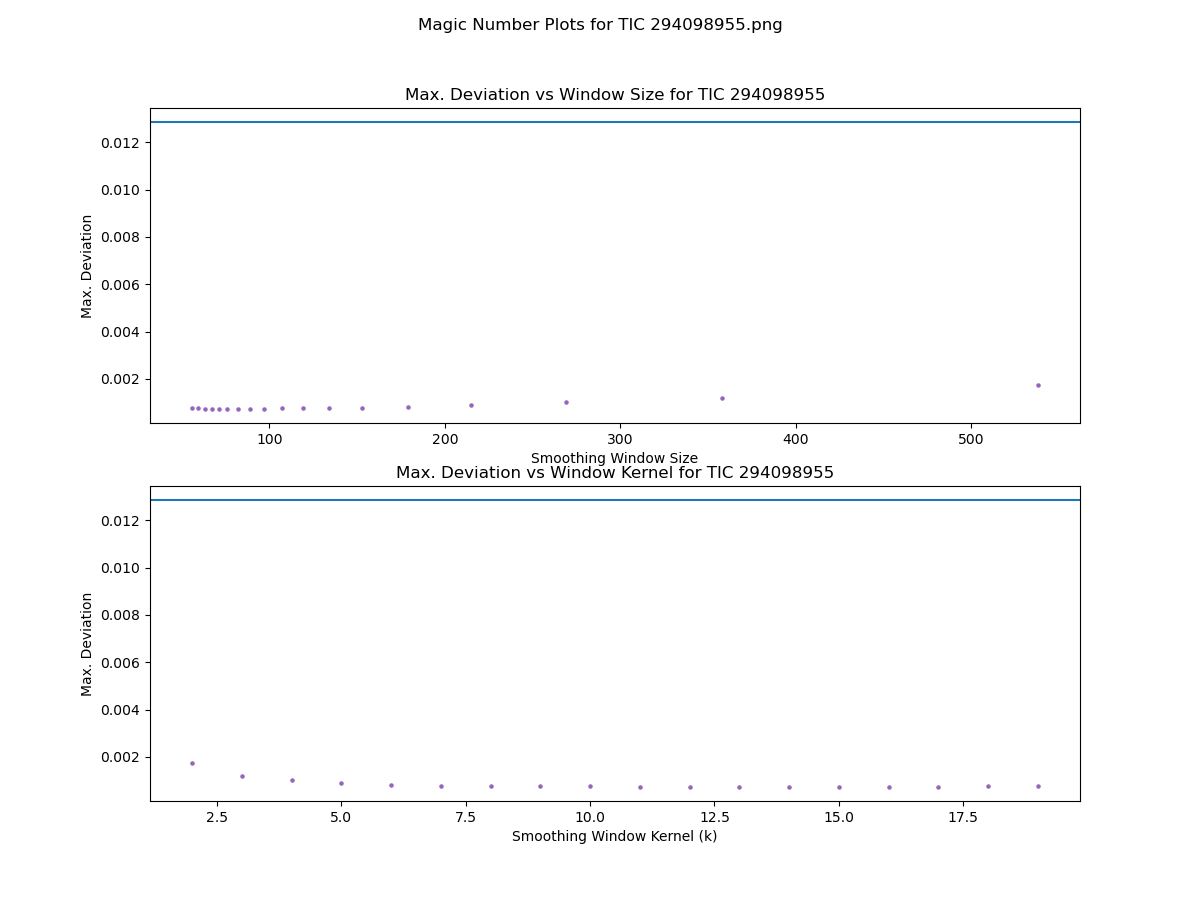 Magic Number Plots for TIC 294098955.png
Max. Deviation vs Window Size for TIC 294098955
0.012
0.010
0.008
0.006
0.004
0.002
Max. Deviation
100 200 300 400 500
Smoothing Window Size
Max. Deviation vs Window Kernel for TIC 294098955
0.012
0.010
0.008
0.006
0.004
0.002
Max. Deviation
2.5 5.0 7.5 10.0 12.5 15.0 17.5
Smoothing Window Kernel (k)